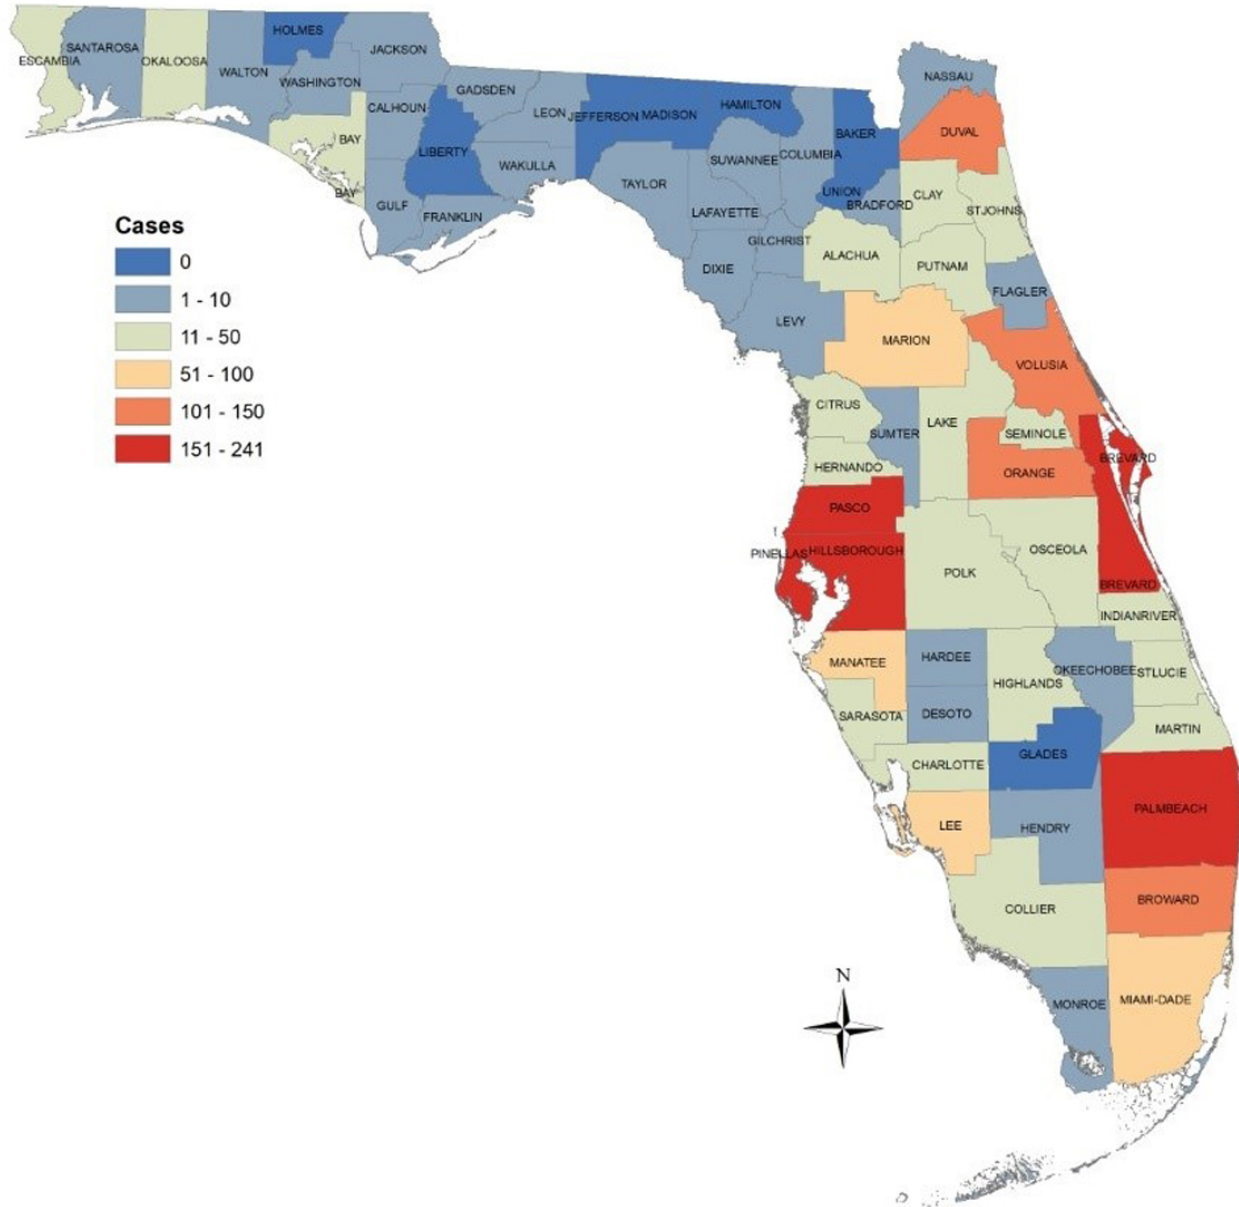 HOLMES
SANTAROSA
JACKSON
ESCAMBIA
OKALOOSA
WALTON
WASHINGTON
NASSAU
GADSDEN
CALHOUN
LEON
JEFFERSON
MADISON
HAMILTON
BAKER
DUVAL
BAY
LIBERTY
WAKULLA
SUWANNEE
COLUMBIA
TAYLOR
UNION
BAY
GULF
FRANKLIN
LAFAYETTE
BRADFORD
CLAY
STJOHNS
Cases
0
1 - 10
11 - 50
51 - 100
101 - 150
151 - 241
GILCHRIST
DIXIE
ALACHUA
PUTNAM
FLAGLER
LEVY
MARION
VOLUSIA
CITRUS
SUMTER
LAKE
SEMINOLE
HERNANDO
ORANGE
BREVARD
PASCO
PINELLAS
HILLSBOROUGH
POLK
OSCEOLA
BREVARD
INDIANRIVER
MANATEE
HARDEE
HIGHLANDS
OKEECHOBEE
STLUCIE
SARASOTA
DESOTO
MARTIN
CHARLOTTE
GLADES
LEE
HENDRY
PALMBEACH
COLLIER
BROWARD
N
MONROE
MIAMI-DADE